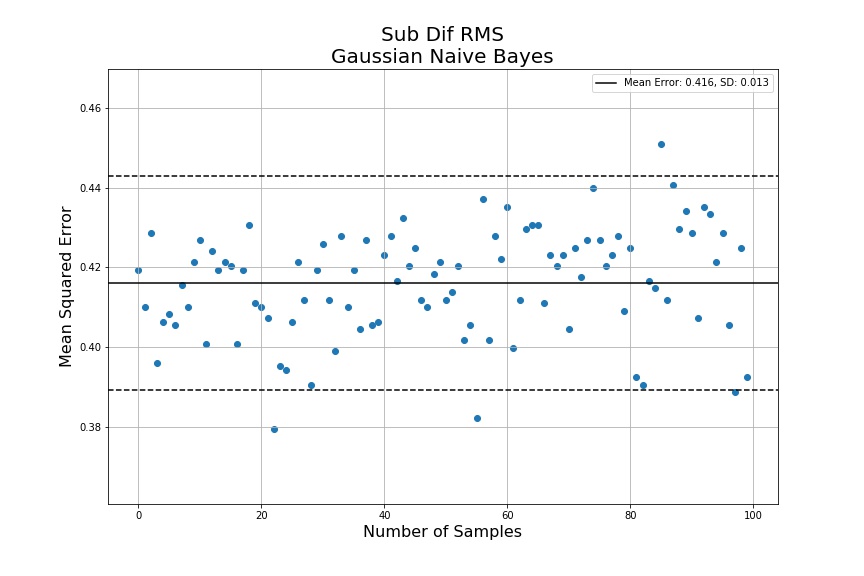 Sub Dif RMS
Gaussian Naive Bayes
Mean Error: 0.416, SD: 0.013
Mean Squared Error
0.46
0.44
0.42
0.40
0.38
0
20
40
60
80
100
Number of Samples